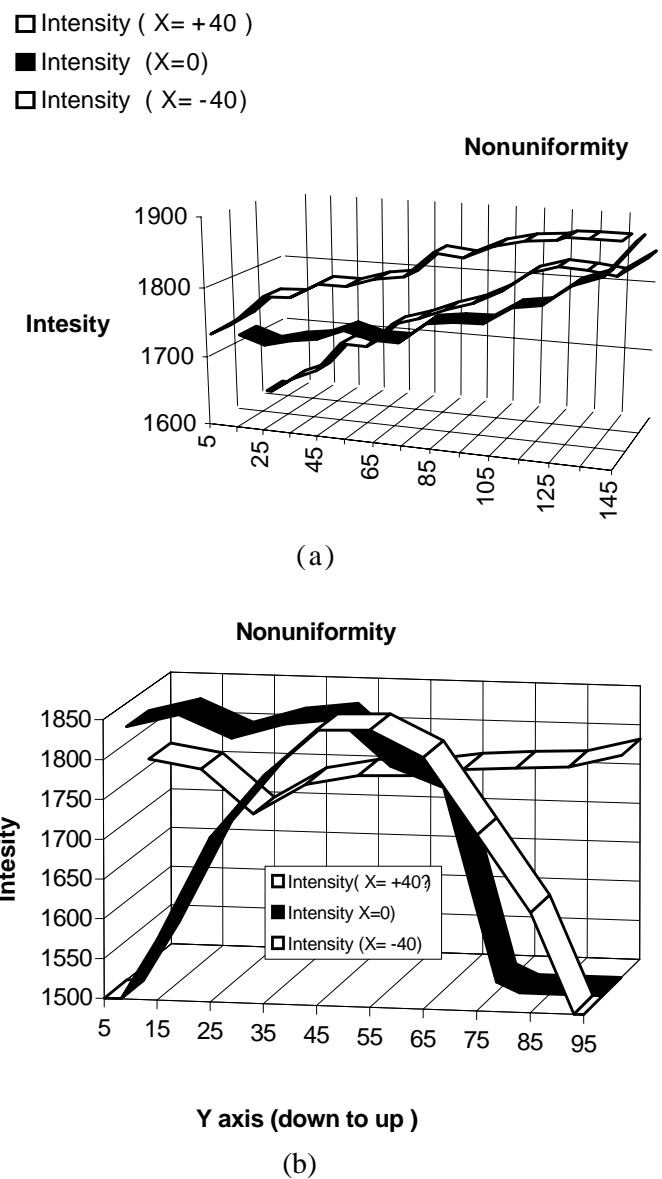 Intensity ( X= +40 )
Intensity (X=0)
Intensity ( X= -40)
Nonuniformity
1900
1800
Intesity
1700
1600
5 25 45 65 85 105 125 145
(a)
Nonuniformity
1850
1800
1750
1700
1650
1600
1550
1500
Intesity
Intensity( X= +40?
Intensity X=0)
Intensity (X= -40)
5 15 25 35 45 55 65 75 85 95
Y axis (down to up )
(b)